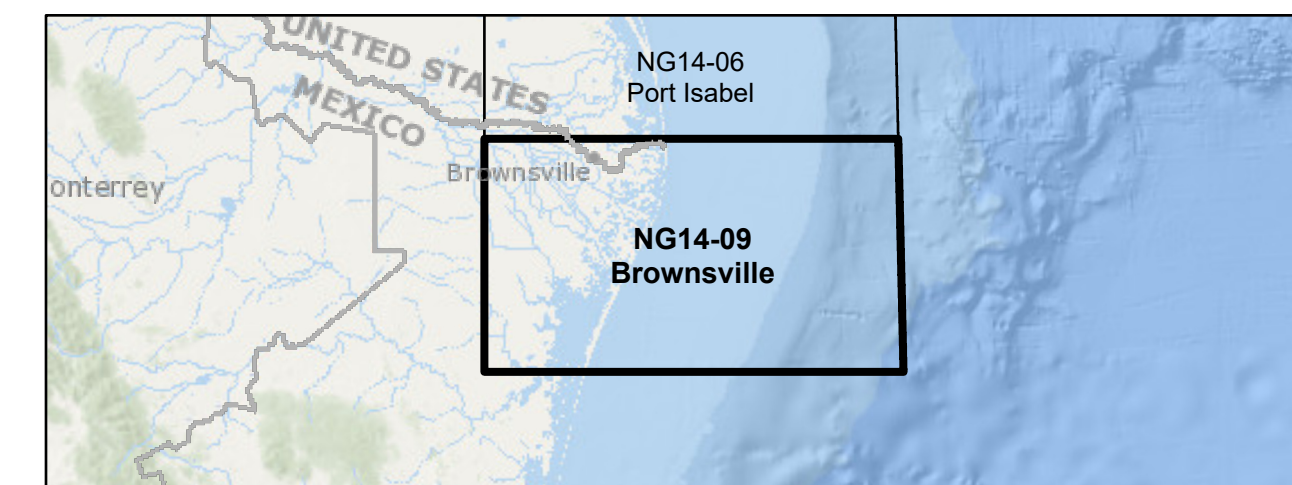 UNITED STATES
MEXICO
NG14-06
Port Isabel
Brownsville
onterrey
NG14-09
Brownsville